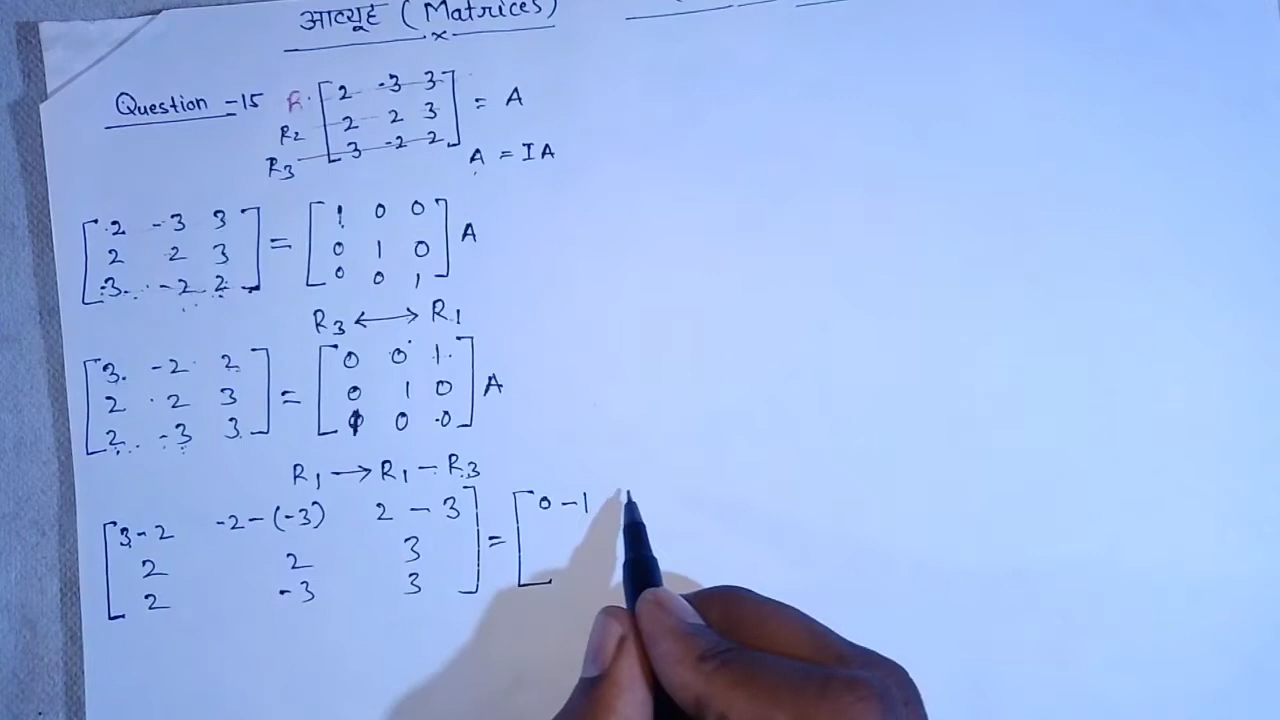 आव्यूह (Matrices)
×
Question -15 R1 [ 2 -3 3 ] = A
R2 [ 2 2 3 ]
R3 [ 3 -2 2 ] A = IA
[ 2 -3 3 ] = [ 1 0 0 ] A
[ 2 2 3 ] [ 0 1 0 ]
[ 3 -2 2 ] [ 0 0 1 ]
R3 ⟷ R1
[ 3 -2 2 ] = [ 0 0 1 ] A
[ 2 2 3 ] [ 0 1 0 ]
[ 2 -3 3 ] [ 1 0 0 ]
R1 → R1 - R3
[ 3-2 -2-(-3) 2-3 ] = [ 0-1
[ 2 2 3 ]
[ 2 -3 3 ]